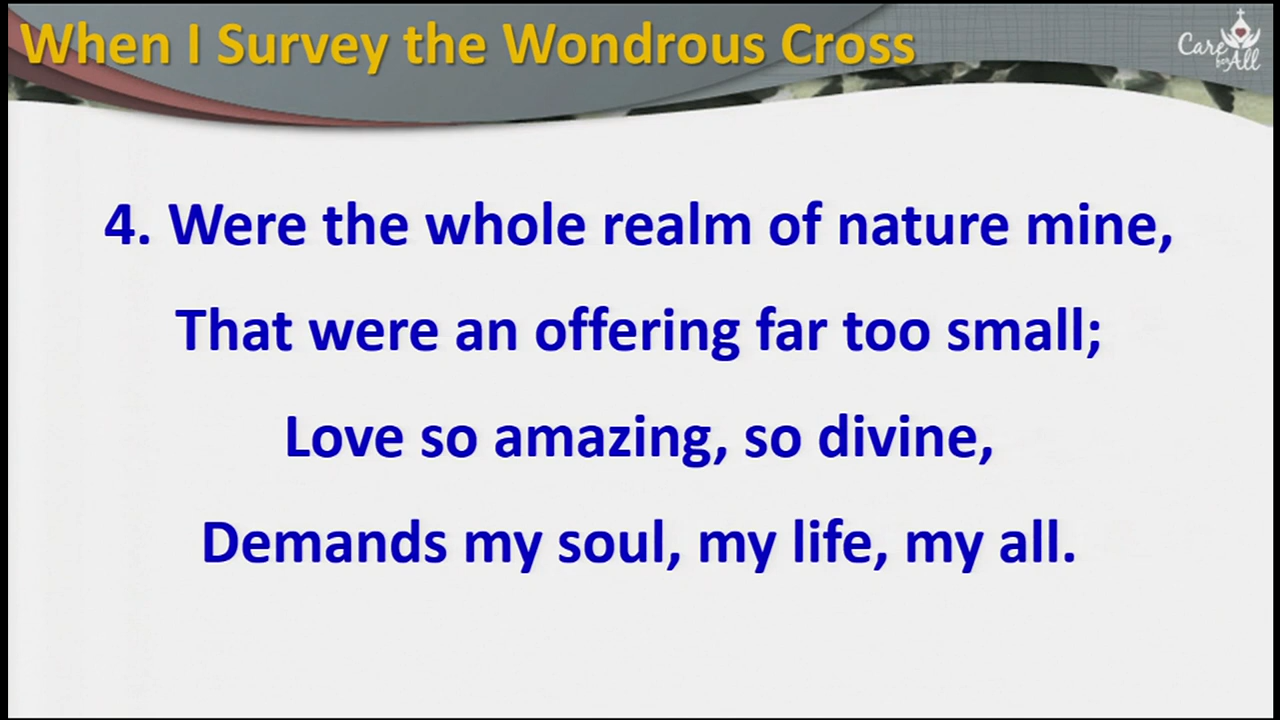 When I Survey the Wondrous Cross
Care for All
4. Were the whole realm of nature mine,
That were an offering far too small;
Love so amazing, so divine,
Demands my soul, my life, my all.